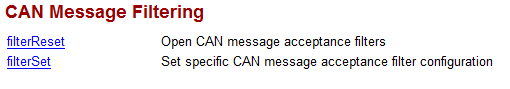 CAN Message Filtering
filterReset Open CAN message acceptance filters
filterSet Set specific CAN message acceptance filter configuration